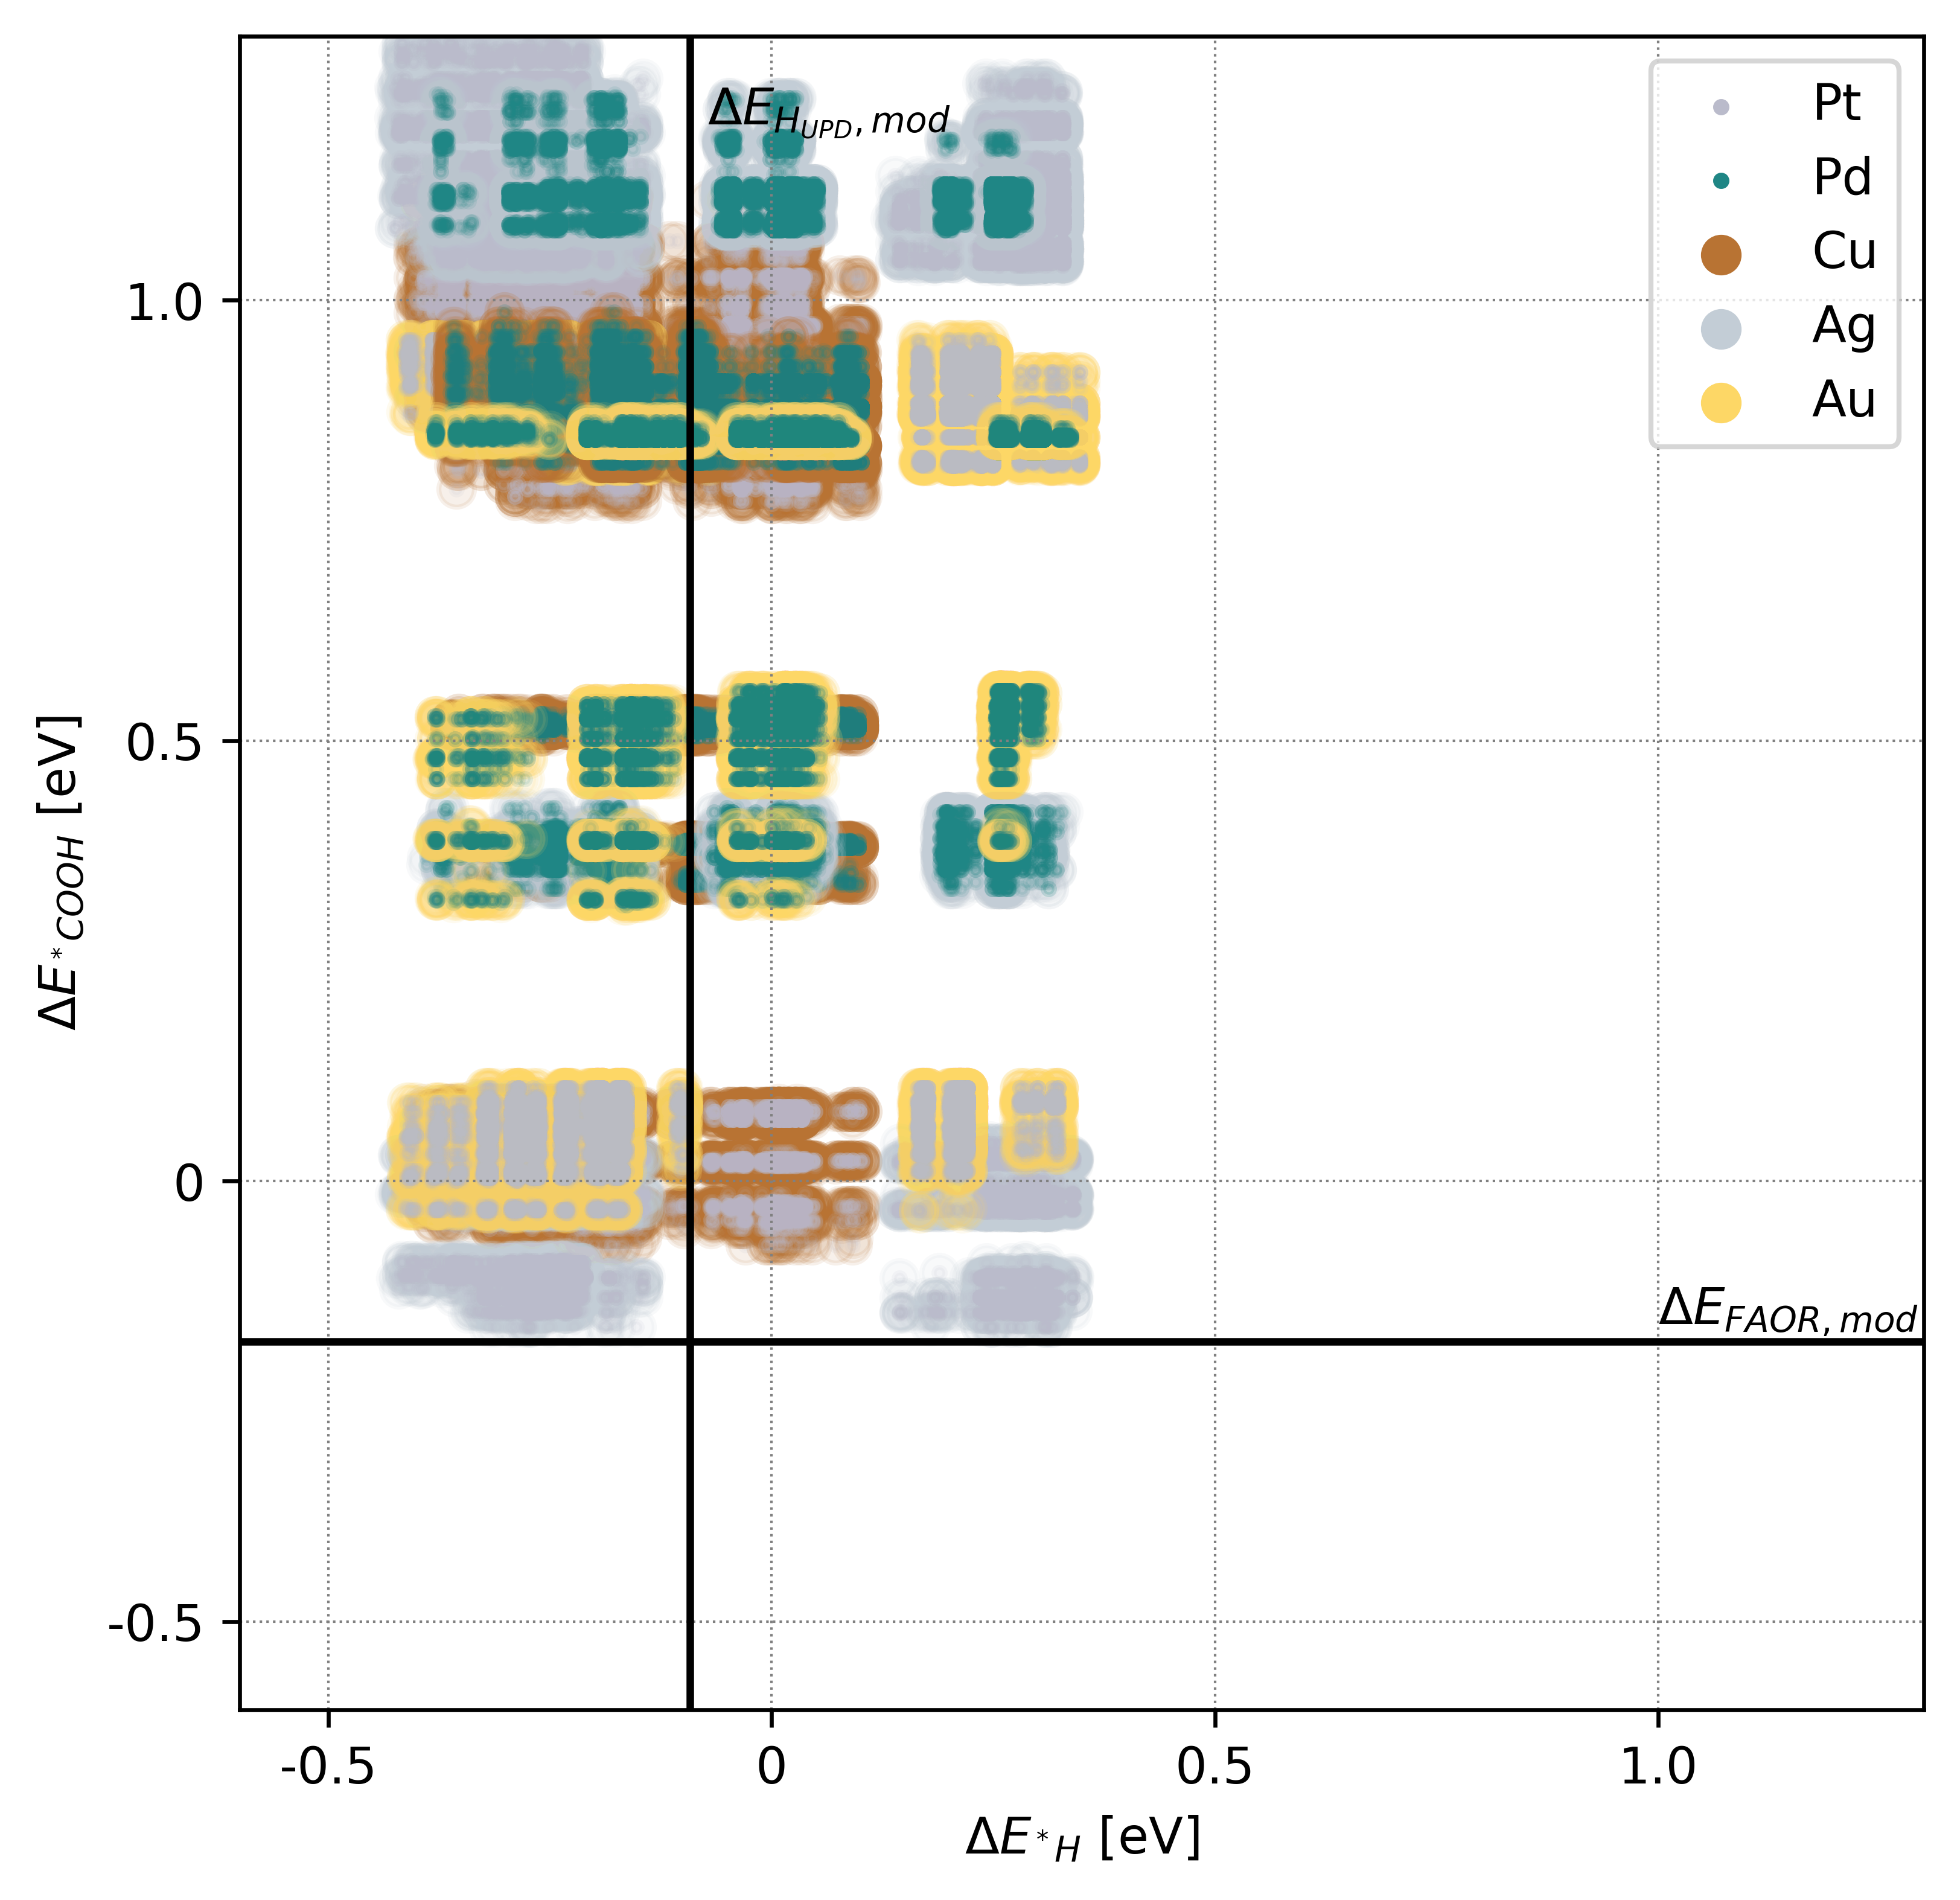 ΔE_{H_{UPD}, mod}
Pt
Pd
Cu
Ag
Au
1.0
0.5
0
-0.5
ΔE_{*COOH} [eV]
ΔE_{FAOR, mod}
-0.5
0
0.5
1.0
ΔE_{*H} [eV]